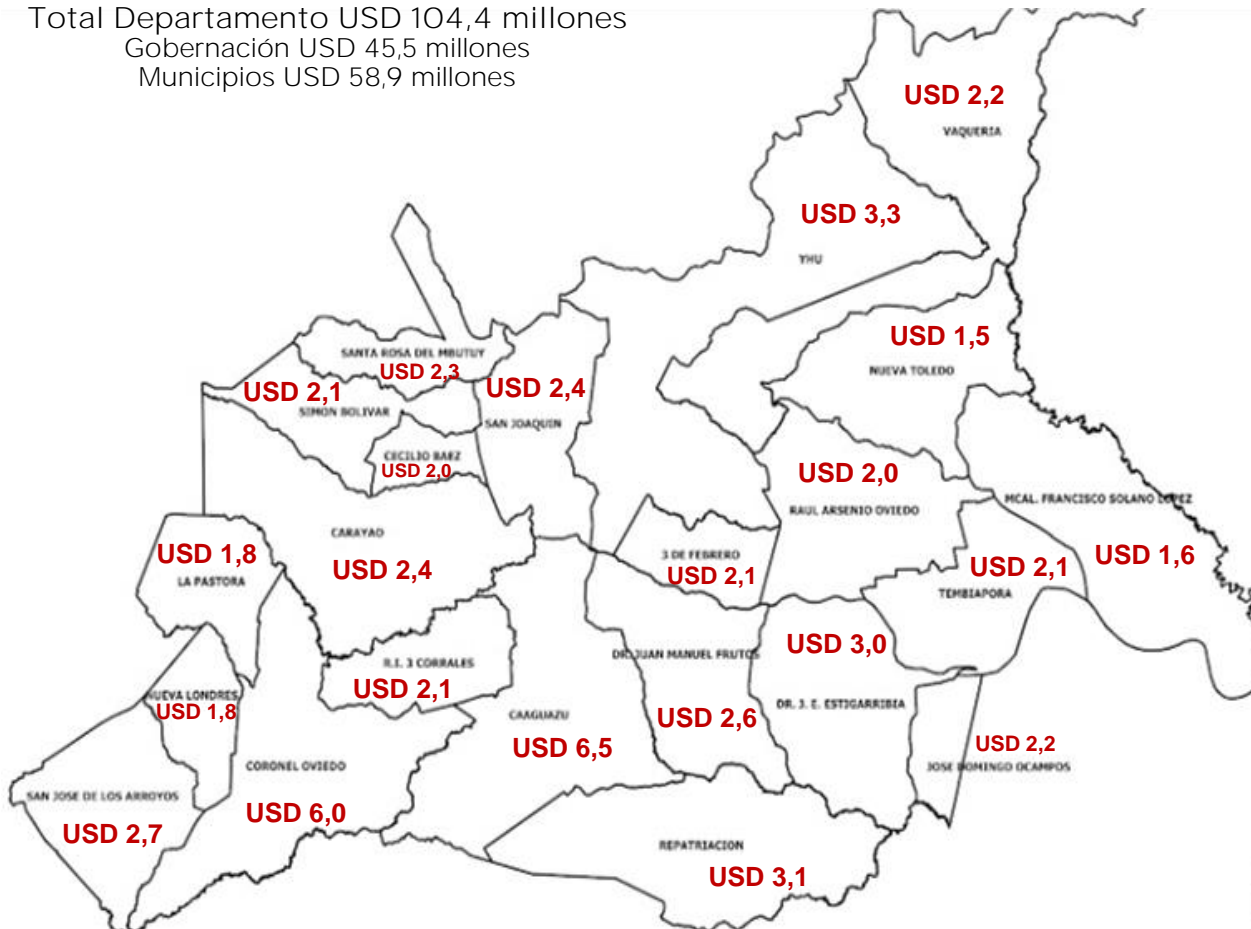 Total Departamento USD 104,4 millones
Gobernación USD 45,5 millones
Municipios USD 58,9 millones
USD 2,2
VAQUERIA
USD 3,3
YHU
USD 1,5
NUEVA TOLEDO
SANTA ROSA DEL MBUTUY
USD 2,3
USD 2,1
SIMON BOLIVAR
USD 2,4
SAN JOAQUIN
CECILIO BAEZ
USD 2,0
USD 2,0
RAUL ARSENIO OVIEDO
MCAL. FRANCISCO SOLANO LOPEZ
USD 1,6
CARAYAO
USD 2,4
USD 1,8
LA PASTORA
3 DE FEBRERO
USD 2,1
USD 2,1
TEMBIAPORA
R.I. 3 CORRALES
USD 2,1
DR. JUAN MANUEL FRUTOS
USD 2,6
USD 3,0
DR. J. E. ESTIGARRIBIA
NUEVA LONDRES
USD 1,8
CAAGUAZU
USD 6,5
USD 2,2
JOSE DOMINGO OCAMPOS
CORONEL OVIEDO
USD 6,0
SAN JOSE DE LOS ARROYOS
USD 2,7
REPATRIACION
USD 3,1